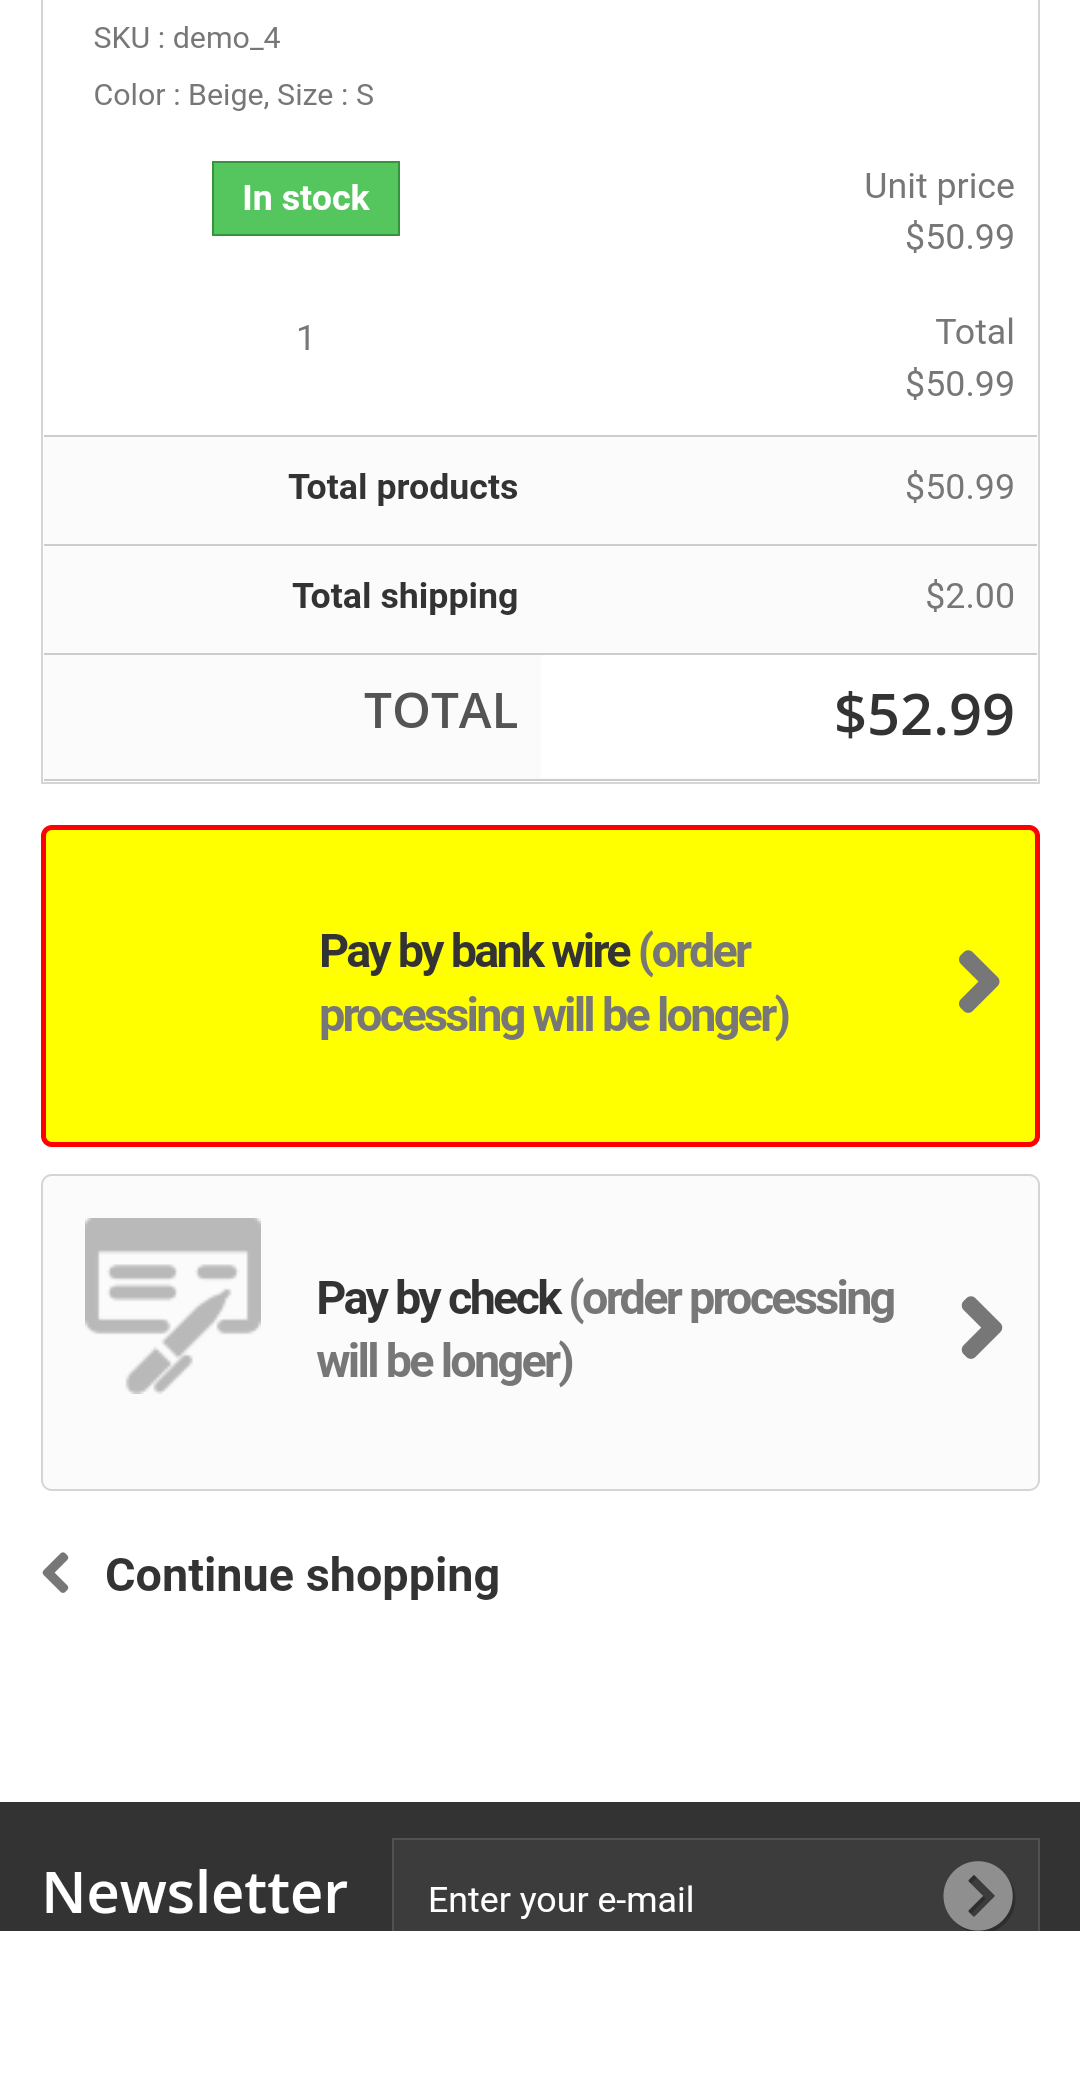 SKU : demo_4
Color : Beige, Size : S
In stock
Unit price
$50.99
1
Total
$50.99
Total products $50.99
Total shipping $2.00
TOTAL $52.99
Pay by bank wire (order
processing will be longer)
Pay by check (order processing
will be longer)
Continue shopping
Newsletter
Enter your e-mail